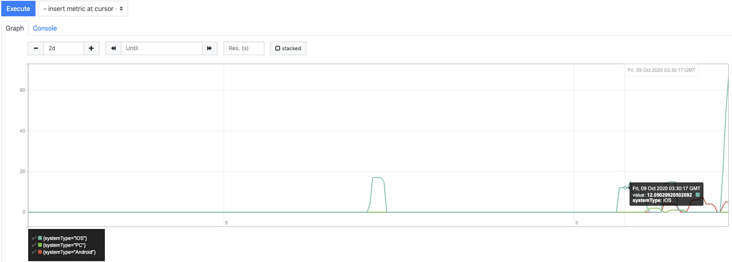 Execute - insert metric at cursor -
Graph Console
2d Until Res. (s) stacked
Fri, 09 Oct 2020 03:30:17 GMT
60
40
20
0
Fri, 09 Oct 2020 03:30:17 GMT
value: 12.05020920502092
systemType: iOS
9 9
{systemType="iOS"}
{systemType="PC"}
{systemType="Android"}